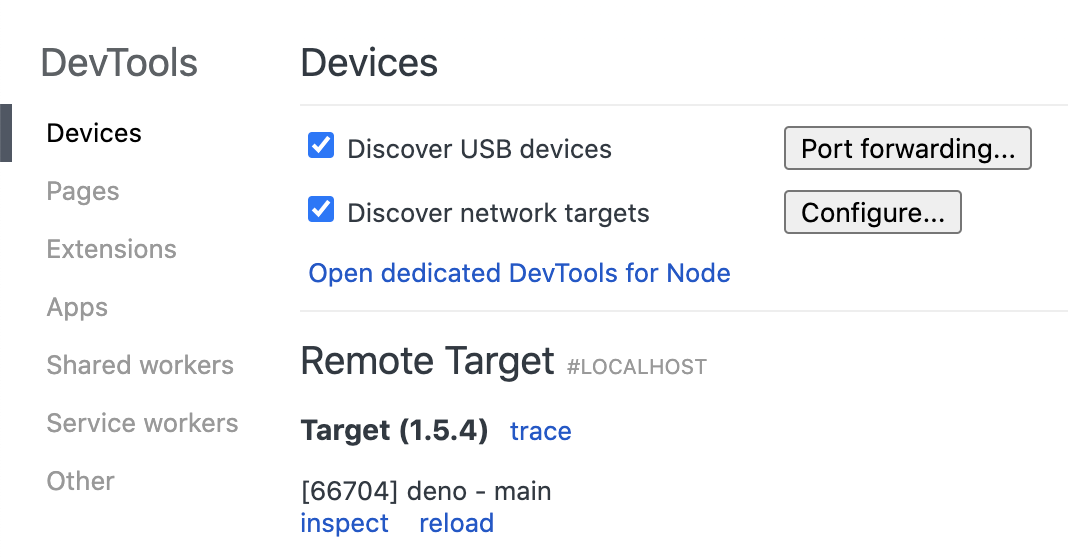 DevTools
Devices
Pages
Extensions
Apps
Shared workers
Service workers
Other
Devices
Discover USB devices Port forwarding...
Discover network targets Configure...
Open dedicated DevTools for Node
Remote Target #LOCALHOST
Target (1.5.4) trace
[66704] deno - main
inspect reload